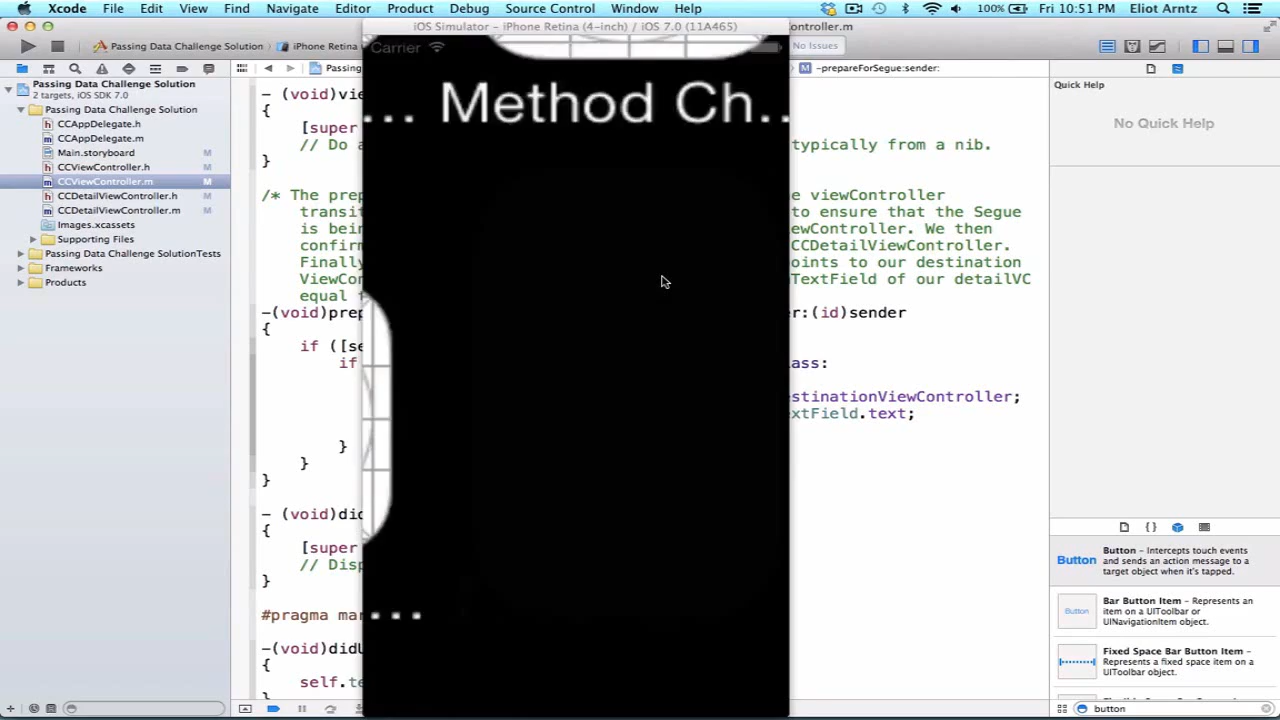 Xcode File Edit View Find Navigate Editor Product Debug Source Control Window Help 100% Fri 10:51 PM Eliot Arntz
iOS Simulator - iPhone Retina (4-inch) / iOS 7.0 (11A465)
Controller.m
Passing Data Challenge Solution iPhone Retina
No Issues
Passing
-prepareForSegue:sender:
Passing Data Challenge Solution
2 targets, iOS SDK 7.0
Passing Data Challenge Solution
CCAppDelegate.h
CCAppDelegate.m
Main.storyboard M
CCViewController.h M
CCViewController.m M
CCDetailViewController.h M
CCDetailViewController.m M
Images.xcassets
Supporting Files
Passing Data Challenge SolutionTests
Frameworks
Products
Carrier
... Method Ch..
...
- (void)vie
{
[super
// Do a
typically from a nib.
}
/* The prep
e viewController
transit
to ensure that the Segue
is bein
ewController. We then
confirm
CCDetailViewController.
Finally
oints to our destination
ViewCon
TextField of our detailVC
equal t
-(void)prep
er:(id)sender
{
if ([se
if
ass:
stinationViewController;
xtField.text;
}
}
}
- (void)did
{
[super
// Disp
}
#pragma mar
-(void)didU
{
self.te
}
Quick Help
No Quick Help
Button
Button - Intercepts touch events
and sends an action message to a
target object when it's tapped.
Button
Bar Button Item - Represents an
item on a UIToolbar or
UINavigationItem object.
Fixed Space Bar Button Item -
Represents a fixed space item on a
UIToolbar object.
button